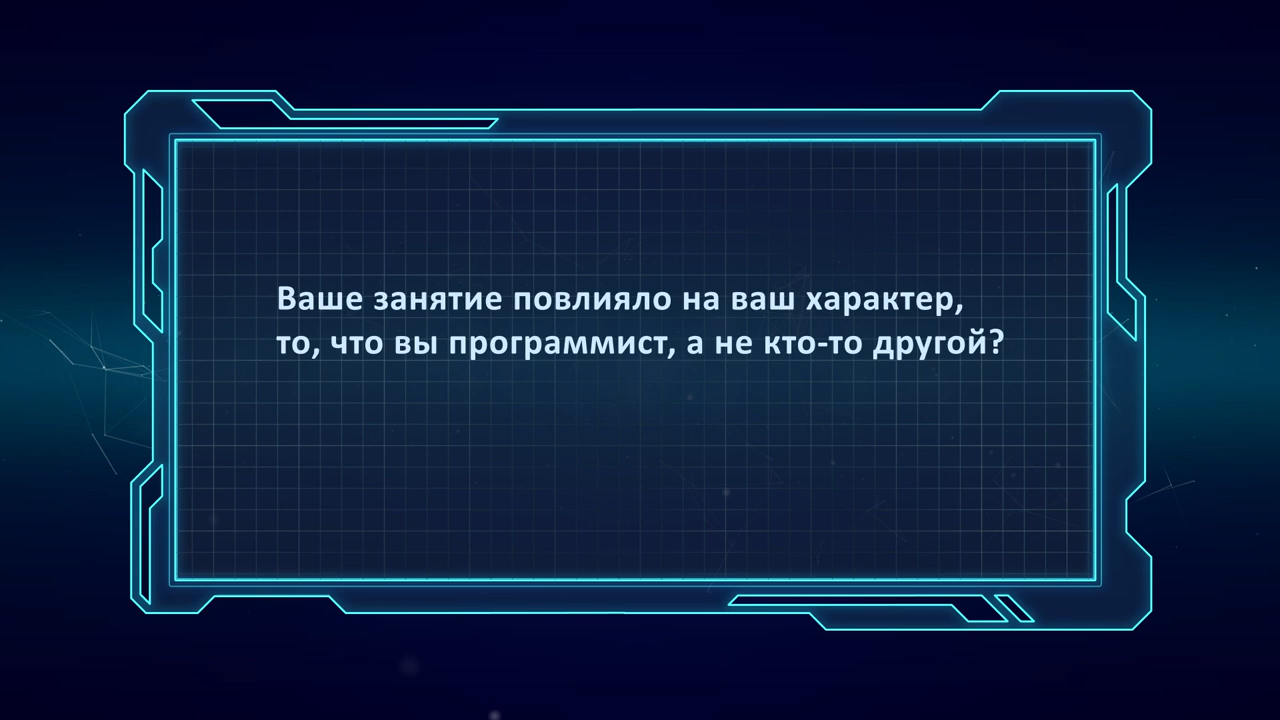 Ваше занятие повлияло на ваш характер,
то, что вы программист, а не кто-то другой?